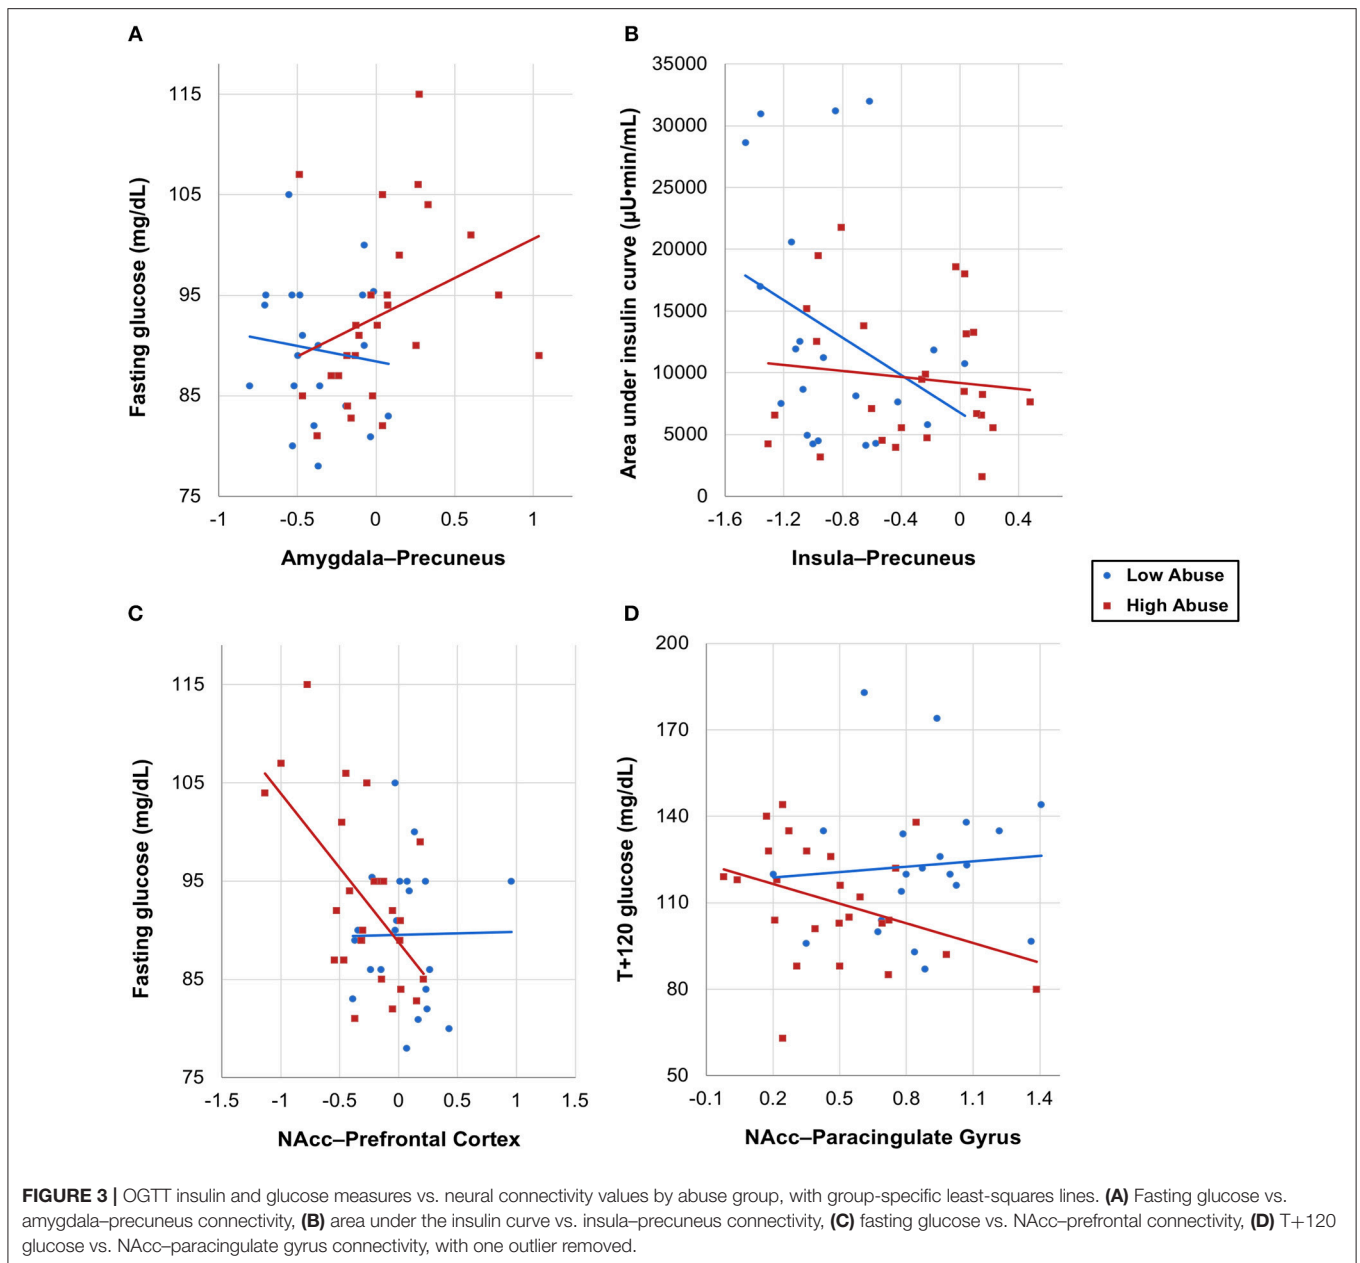 A
Fasting glucose (mg/dL)
115
105
95
85
75
-1 -0.5 0 0.5 1
Amygdala–Precuneus
B
Area under insulin curve (µU•min/mL)
35000
30000
25000
20000
15000
10000
5000
0
-1.6 -1.2 -0.8 -0.4 0 0.4
Insula–Precuneus
Low Abuse
High Abuse
C
Fasting glucose (mg/dL)
115
105
95
85
75
-1.5 -1 -0.5 0 0.5 1 1.5
NAcc–Prefrontal Cortex
D
T+120 glucose (mg/dL)
200
170
140
110
80
50
-0.1 0.2 0.5 0.8 1.1 1.4
NAcc–Paracingulate Gyrus
FIGURE 3 | OGTT insulin and glucose measures vs. neural connectivity values by abuse group, with group-specific least-squares lines. (A) Fasting glucose vs.
amygdala–precuneus connectivity, (B) area under the insulin curve vs. insula–precuneus connectivity, (C) fasting glucose vs. NAcc–prefrontal connectivity, (D) T+120
glucose vs. NAcc–paracingulate gyrus connectivity, with one outlier removed.